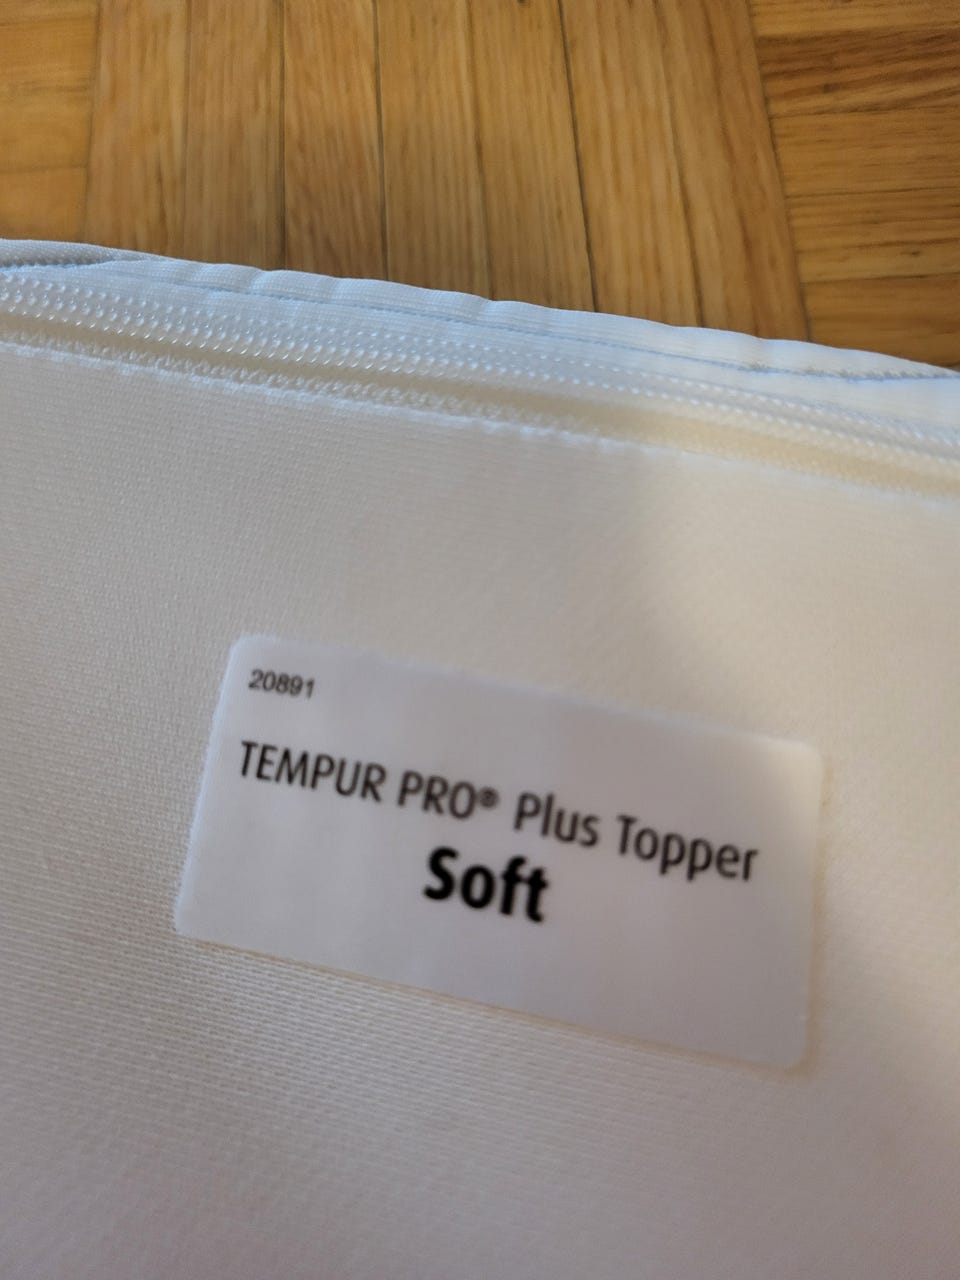 20891
TEMPUR PRO® Plus Topper
Soft